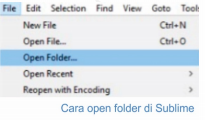 File Edit Selection Find View Goto Tools
New File Ctrl+N
Open File... Ctrl+O
Open Folder...
Open Recent >
Reopen with Encoding >
Cara open folder di Sublime